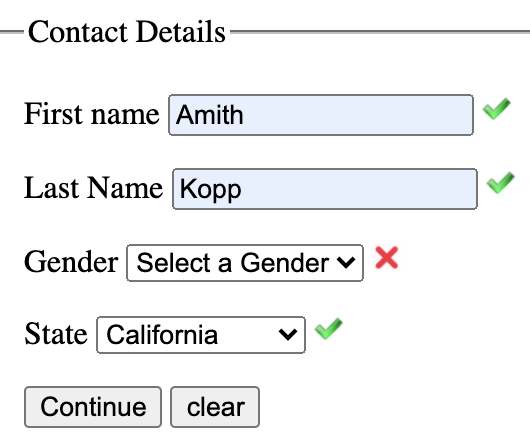 Contact Details
First name Amith
Last Name Kopp
Gender Select a Gender
State California
Continue clear